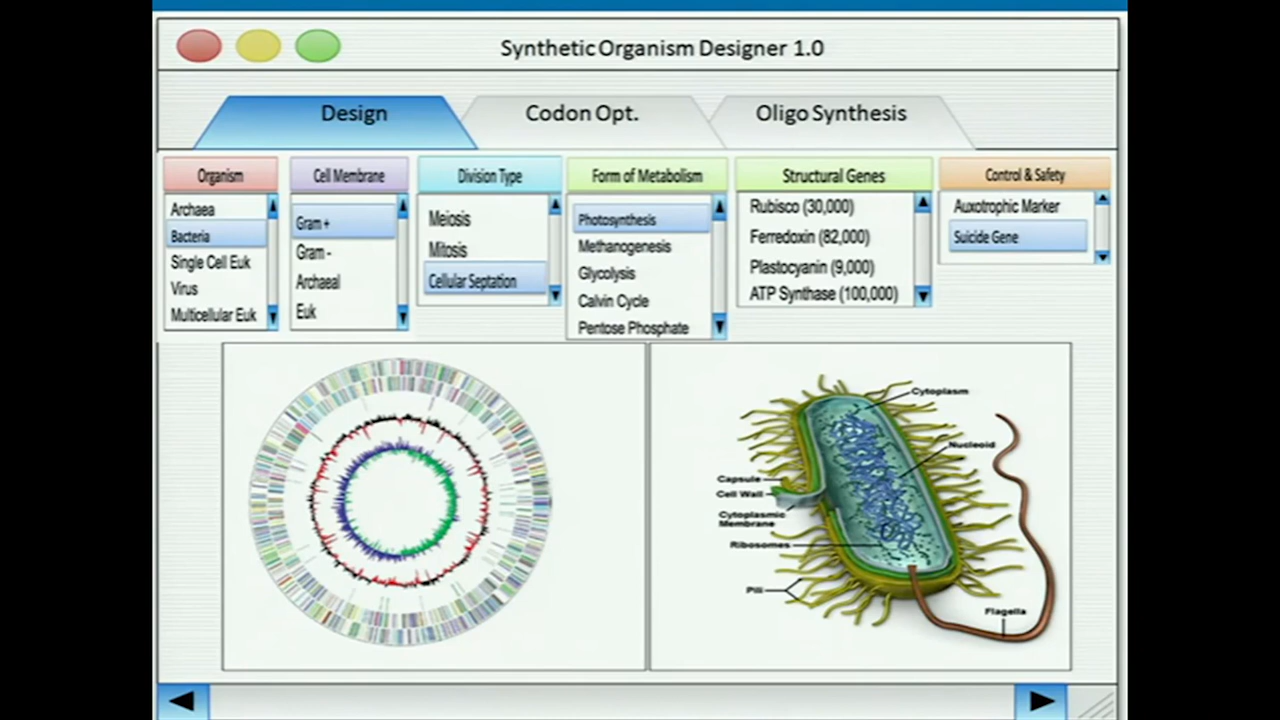 Synthetic Organism Designer 1.0
Design
Codon Opt.
Oligo Synthesis
Organism
Archaea
Bacteria
Single Cell Euk
Virus
Multicellular Euk
Cell Membrane
Gram +
Gram -
Archaeal
Euk
Division Type
Meiosis
Mitosis
Cellular Septation
Form of Metabolism
Photosynthesis
Methanogenesis
Glycolysis
Calvin Cycle
Pentose Phosphate
Structural Genes
Rubisco (30,000)
Ferredoxin (82,000)
Plastocyanin (9,000)
ATP Synthase (100,000)
Control & Safety
Auxotrophic Marker
Suicide Gene
Cytoplasm
Nucleoid
Capsule
Cell Wall
Cytoplasmic
Membrane
Ribosomes
Pili
Flagella